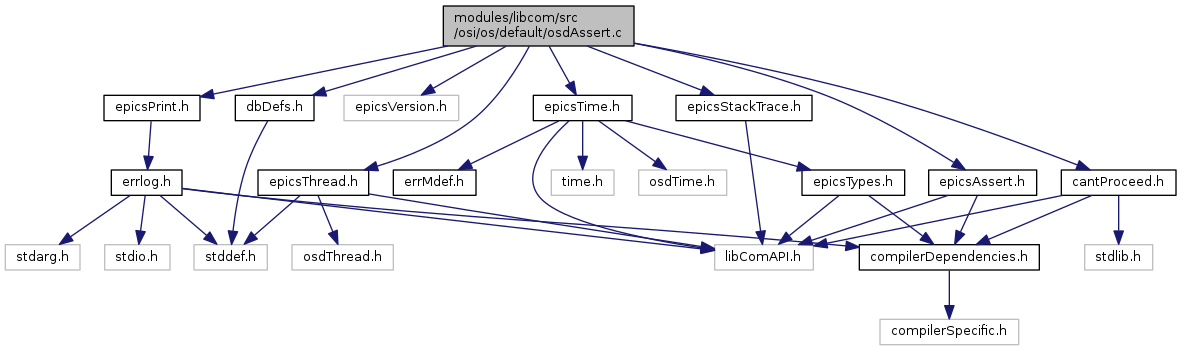 modules/libcom/src
/osi/os/default/osdAssert.c
epicsPrint.h
dbDefs.h
epicsVersion.h
epicsTime.h
epicsStackTrace.h
errlog.h
epicsThread.h
errMdef.h
time.h
osdTime.h
epicsTypes.h
epicsAssert.h
cantProceed.h
stdarg.h
stdio.h
stddef.h
osdThread.h
libComAPI.h
compilerDependencies.h
stdlib.h
compilerSpecific.h